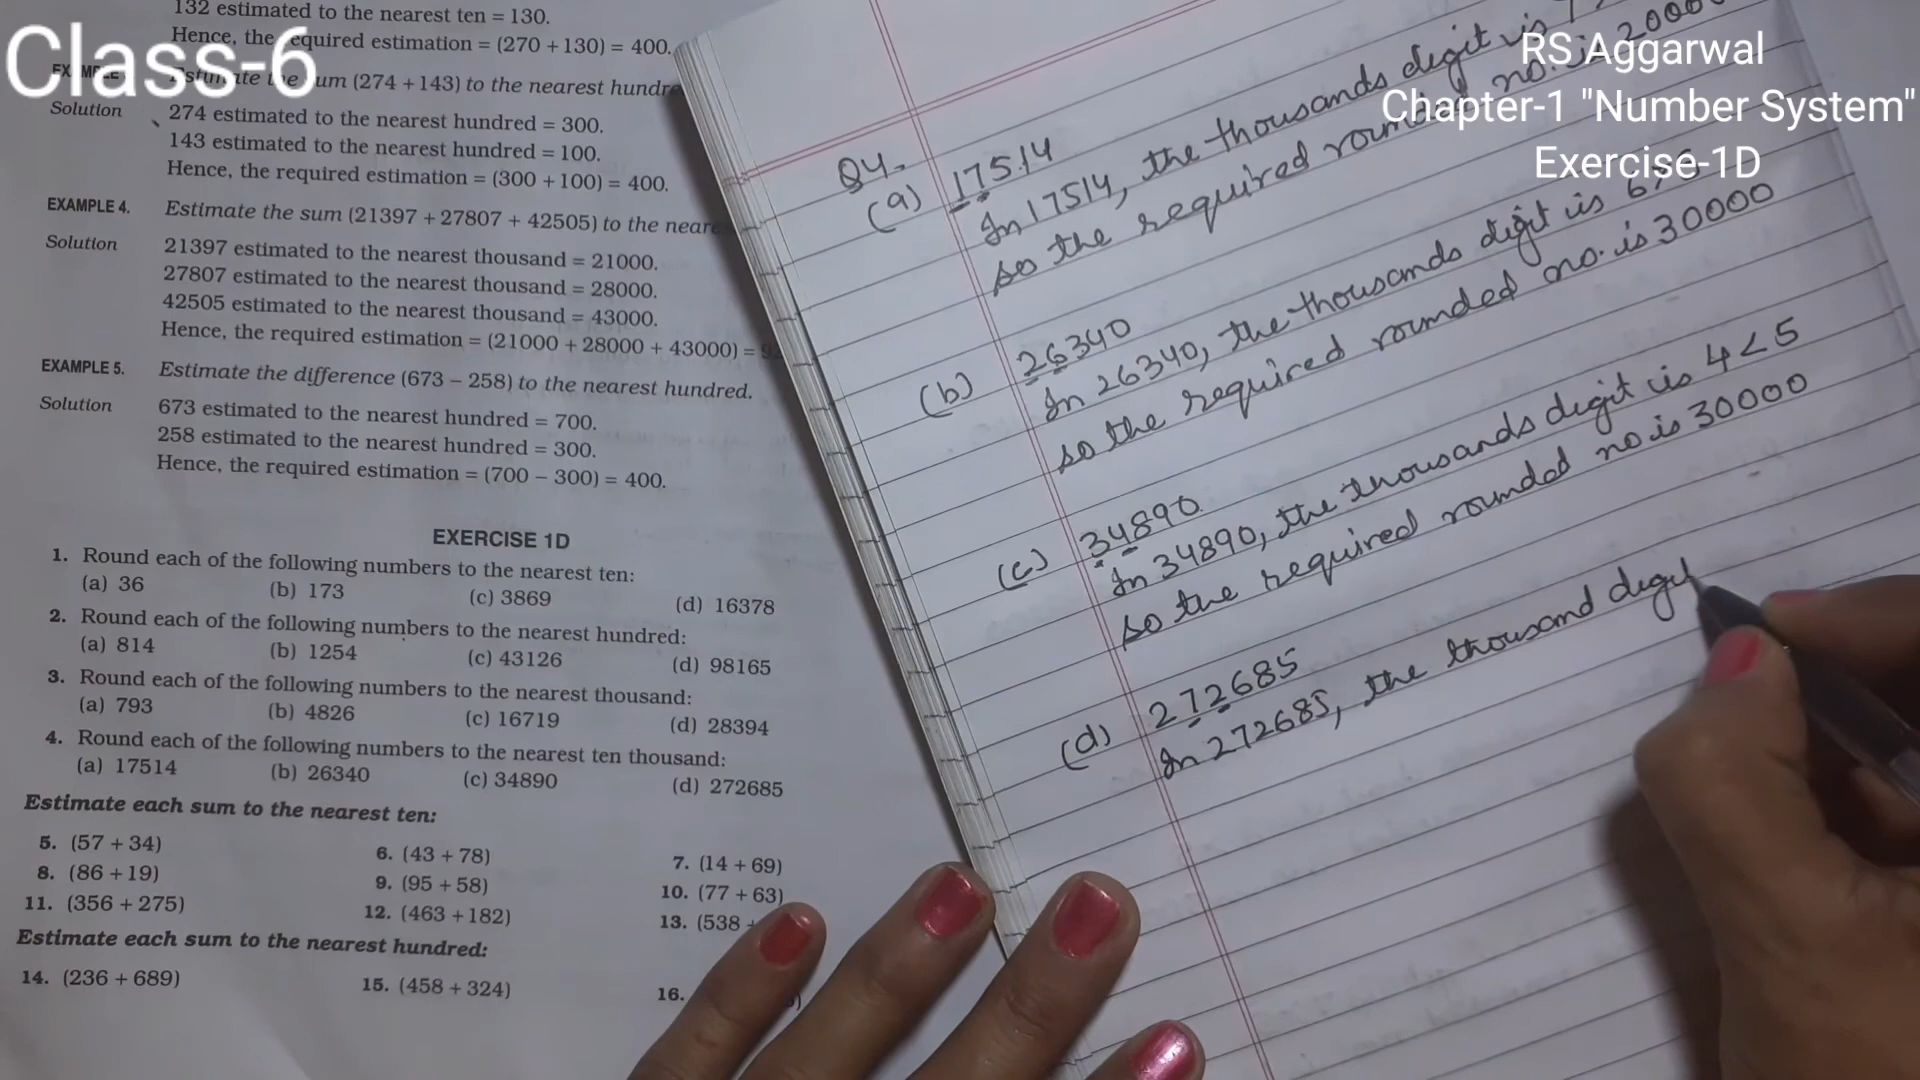 132 estimated to the nearest ten = 130.
Hence, the required estimation = (270 + 130) = 400.
Class-6
Estimate the sum (274 + 143) to the nearest
Solution 274 estimated to the nearest hundred = 300.
143 estimated to the nearest hundred = 100.
Hence, the required estimation = (300 + 100) = 400.
EXAMPLE 4. Estimate the sum (21397 + 27807 + 42505) to the
Solution 21397 estimated to the nearest thousand = 21000.
27807 estimated to the nearest thousand = 28000.
42505 estimated to the nearest thousand = 43000.
Hence, the required estimation = (21000 + 28000 + 43000) =
EXAMPLE 5. Estimate the difference (673 − 258) to the nearest hundred.
Solution 673 estimated to the nearest hundred = 700.
258 estimated to the nearest hundred = 300.
Hence, the required estimation = (700 − 300) = 400.
EXERCISE 1D
1. Round each of the following numbers to the nearest ten:
(a) 36 (b) 173 (c) 3869 (d) 16378
2. Round each of the following numbers to the nearest hundred:
(a) 814 (b) 1254 (c) 43126 (d) 98165
3. Round each of the following numbers to the nearest thousand:
(a) 793 (b) 4826 (c) 16719 (d) 28394
4. Round each of the following numbers to the nearest ten thousand:
(a) 17514 (b) 26340 (c) 34890 (d) 272685
Estimate each sum to the nearest ten:
5. (57 + 34) 6. (43 + 78) 7. (14 + 69)
8. (86 + 19) 9. (95 + 58) 10. (77 + 63)
11. (356 + 275) 12. (463 + 182) 13. (538 +
Estimate each sum to the nearest hundred:
14. (236 + 689) 15. (458 + 324) 16.
RS Aggarwal
Chapter-1 "Number System"
Exercise-1D
Q4.
(a) 17514
In 17514, the thousands digit is
so the required rounded no. is 20000
(b) 26340
In 26340, the thousands digit is 6>5
so the required rounded no. is 30000
(c) 34890
In 34890, the thousands digit is 4<5
so the required rounded no is 30000
(d) 272685
In 272685, the thousand digit